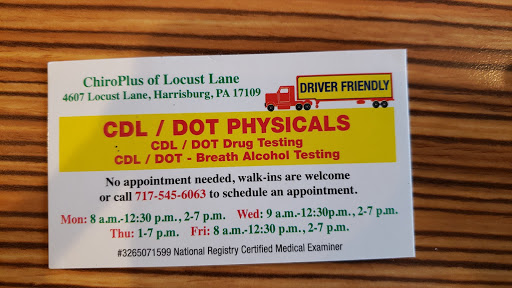 ChiroPlus of Locust Lane
4607 Locust Lane, Harrisburg, PA 17109
DRIVER FRIENDLY
CDL / DOT PHYSICALS
CDL / DOT Drug Testing
CDL / DOT - Breath Alcohol Testing
No appointment needed, walk-ins are welcome
or call 717-545-6063 to schedule an appointment.
Mon: 8 a.m.-12:30 p.m., 2-7 p.m. Wed: 9 a.m.-12:30p.m., 2-7 p.m.
Thu: 1-7 p.m. Fri: 8 a.m.-12:30 p.m., 2-7 p.m.
#3265071599 National Registry Certified Medical Examiner